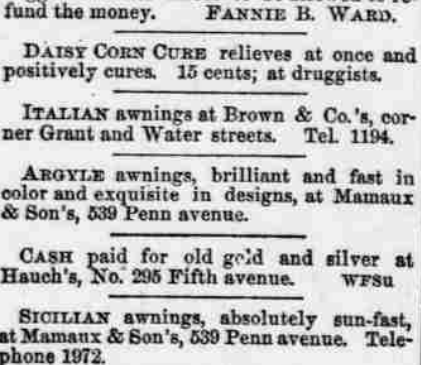 fund the money. FANNIE B. WARD.
DAISY CORN CURE relieves at once and
positively cures. 15 cents; at druggists.
ITALIAN awnings at Brown & Co.'s, cor-
ner Grant and Water streets. Tel. 1194.
ARGYLE awnings, brilliant and fast in
color and exquisite in designs, at Mamaux
& Son's, 539 Penn avenue.
CASH paid for old gold and silver at
Hauch's, No. 295 Fifth avenue. WFSu
SICILIAN awnings, absolutely sun-fast,
at Mamaux & Son's, 539 Penn avenue. Tele-
phone 1972.